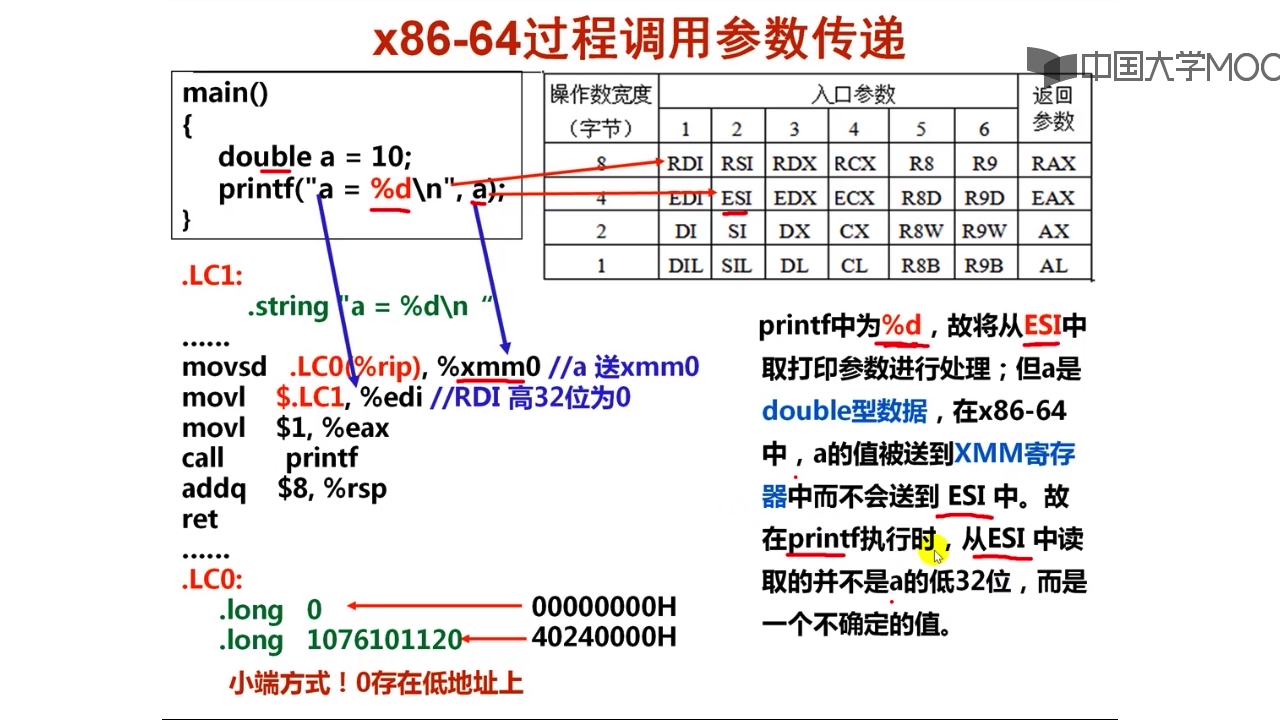 x86-64过程调用参数传递
中国大学MOO
main()
{
double a = 10;
printf("a = %d\n", a);
}
操作数宽度（字节） 入口参数 返回参数
1 2 3 4 5 6
8 RDI RSI RDX RCX R8 R9 RAX
4 EDI ESI EDX ECX R8D R9D EAX
2 DI SI DX CX R8W R9W AX
1 DIL SIL DL CL R8B R9B AL
.LC1:
.string "a = %d\n “
......
movsd .LC0(%rip), %xmm0 //a 送xmm0
movl $.LC1, %edi //RDI 高32位为0
movl $1, %eax
call printf
addq $8, %rsp
ret
......
.LC0:
.long 0 00000000H
.long 1076101120 40240000H
小端方式！0存在低地址上
printf中为%d，故将从ESI中
取打印参数进行处理；但a是
double型数据，在x86-64
中，a的值被送到XMM寄存
器中而不会送到 ESI 中。故
在printf执行时，从ESI 中读
取的并不是a的低32位，而是
一个不确定的值。